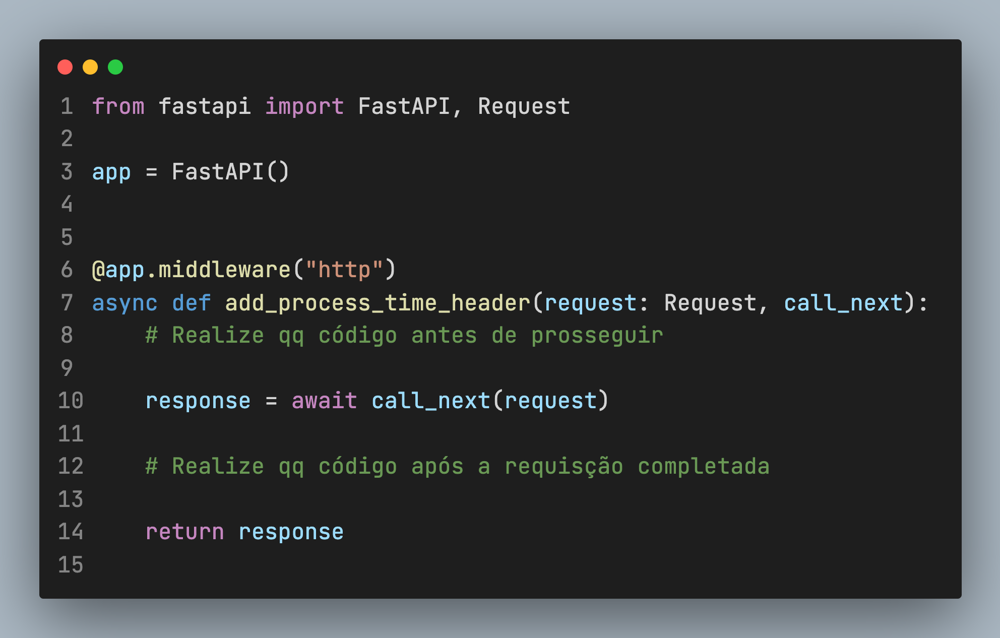 1 from fastapi import FastAPI, Request
2
3 app = FastAPI()
4
5
6 @app.middleware("http")
7 async def add_process_time_header(request: Request, call_next):
8     # Realize qq código antes de prosseguir
9
10     response = await call_next(request)
11
12     # Realize qq código após a requisção completada
13
14     return response
15